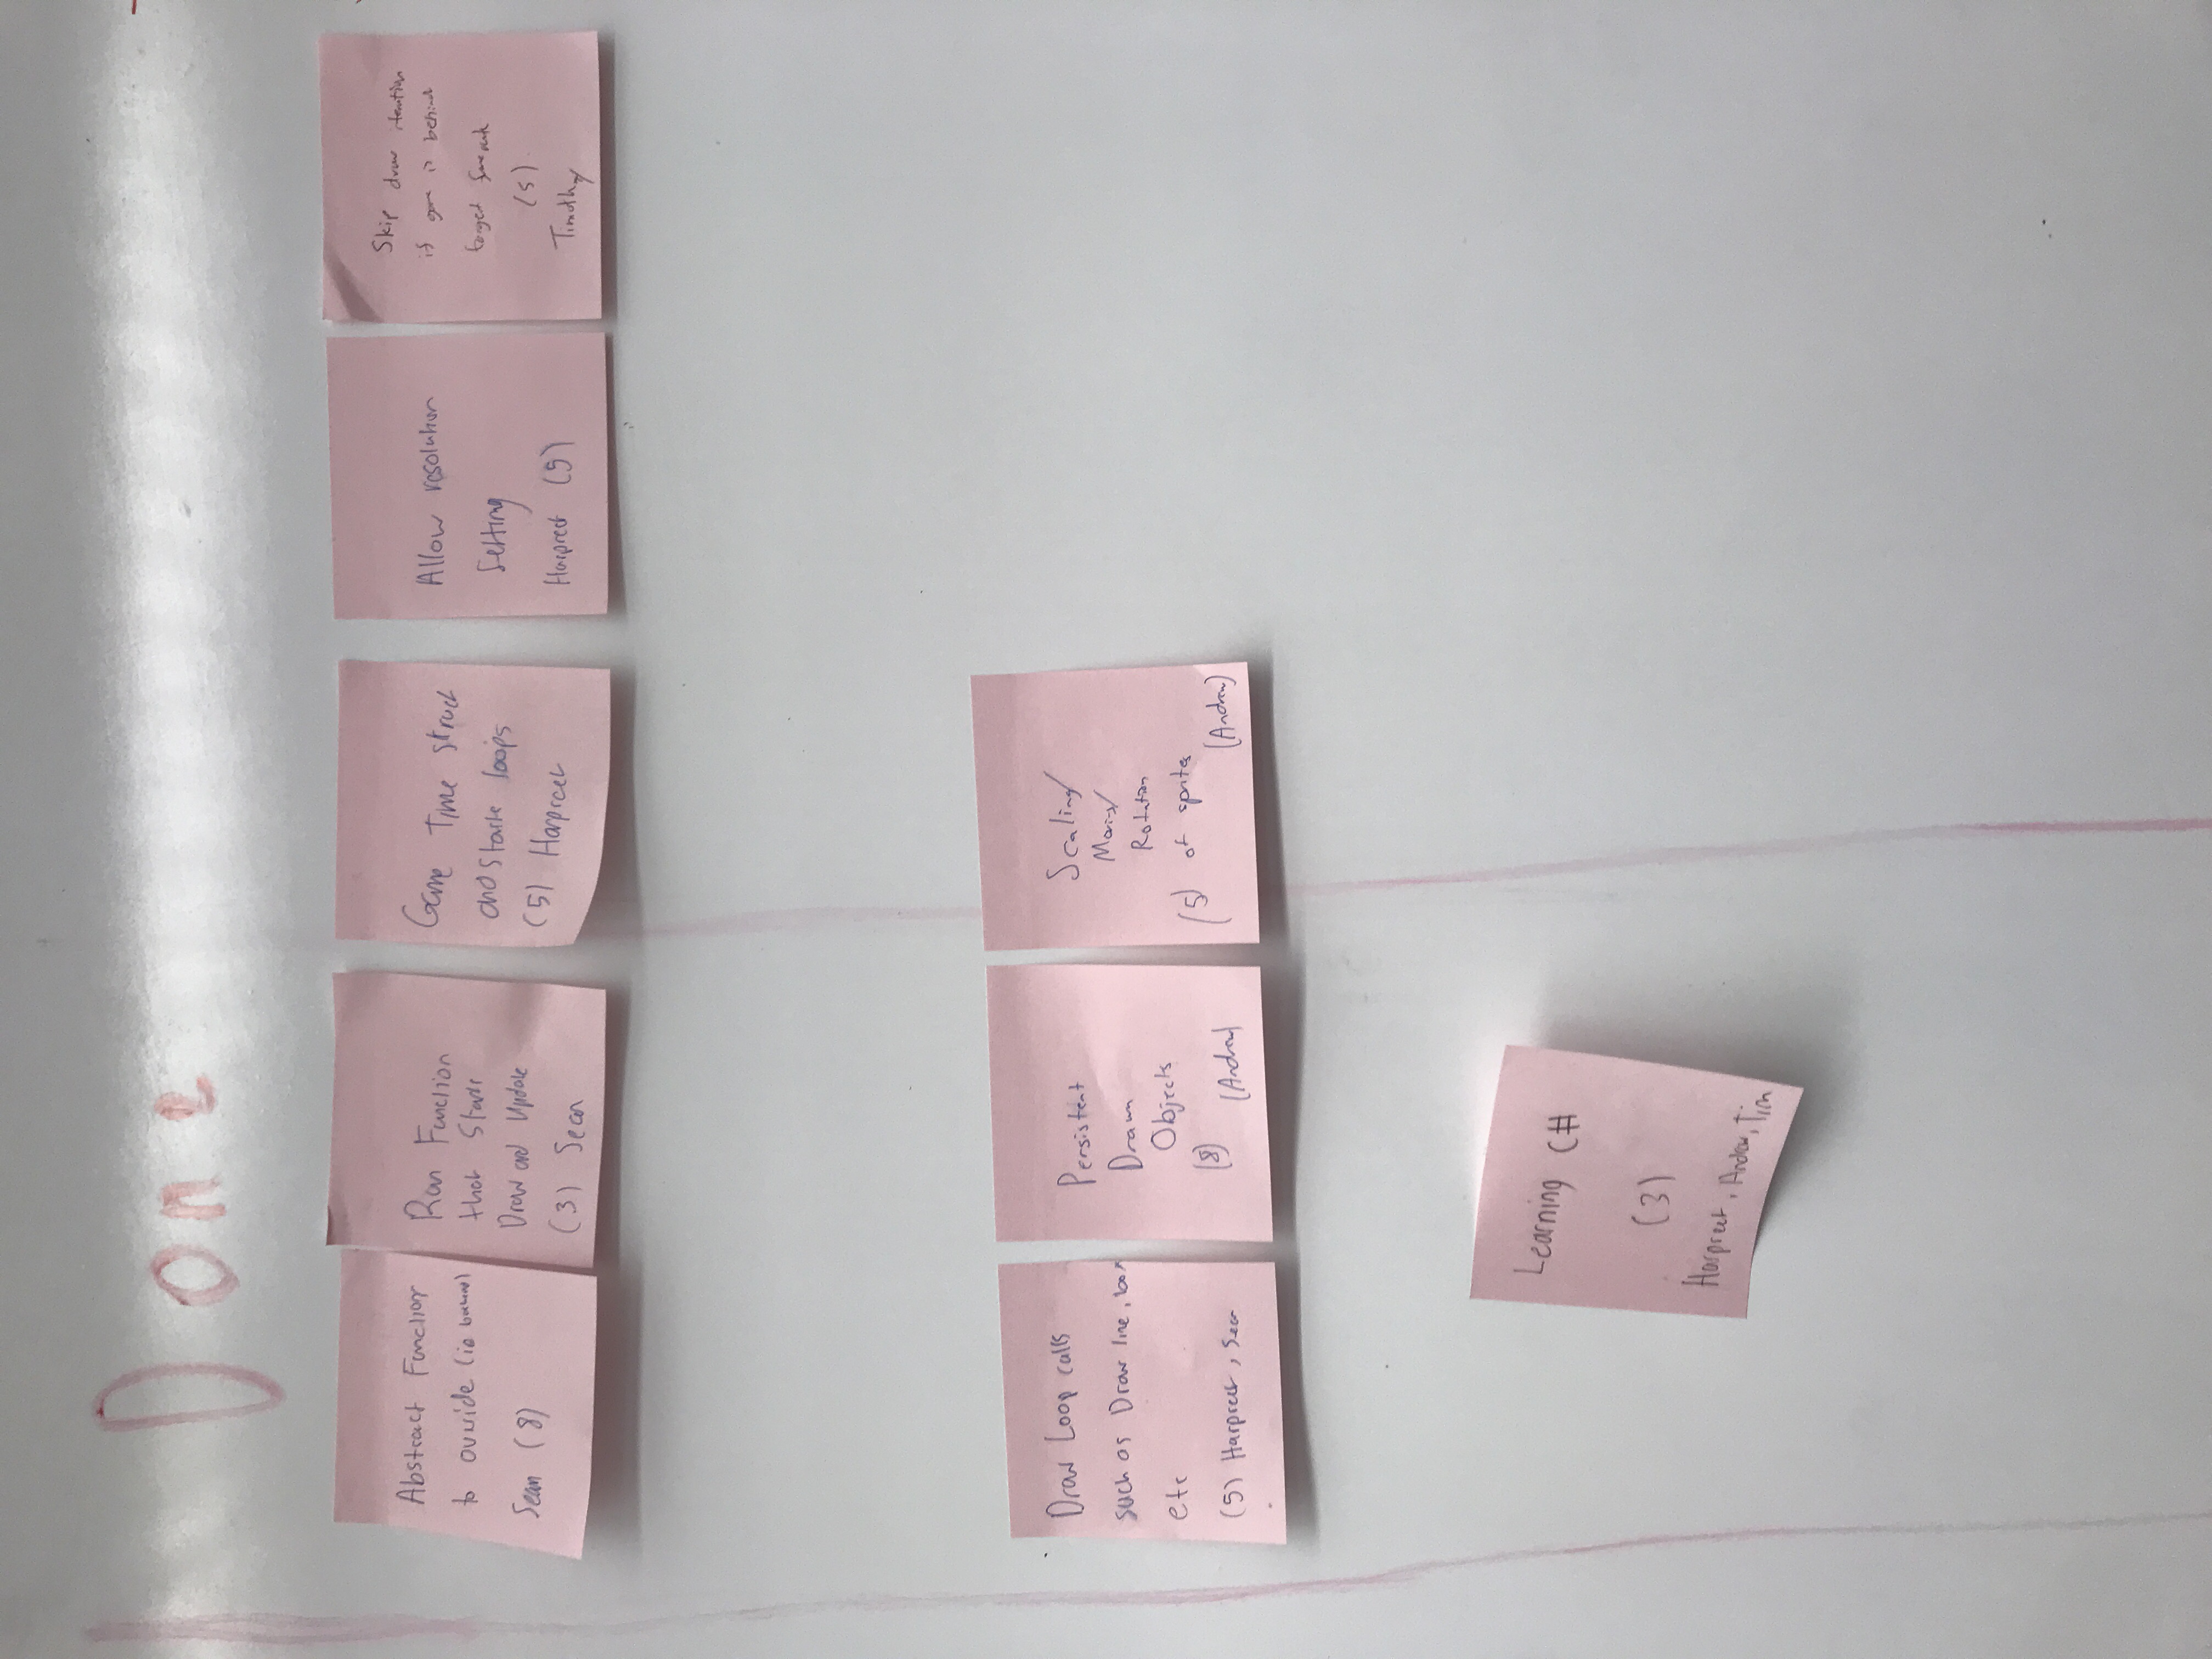 Done
Abstract Function
to override (ie
Sean (8)
Run Function
that Starts
Draw and Update
(3) Sean
Game Time struct
and Starte loops
(5) Harpreet
Allow resolution
Setting
Harpreet (5)
Skip draw iteration
if game is behind
target framerate
(5)
Timothy
Draw Loop calls
such as Draw line, box
etc
(5) Harpreet, Sean
Persistent
Drawn
Objects
(8)
(Andrew)
Scaling/
Moving/
Rotation
(5) of sprites
(Andrew)
Learning C#
(3)
Harpreet, Andrew, Tim